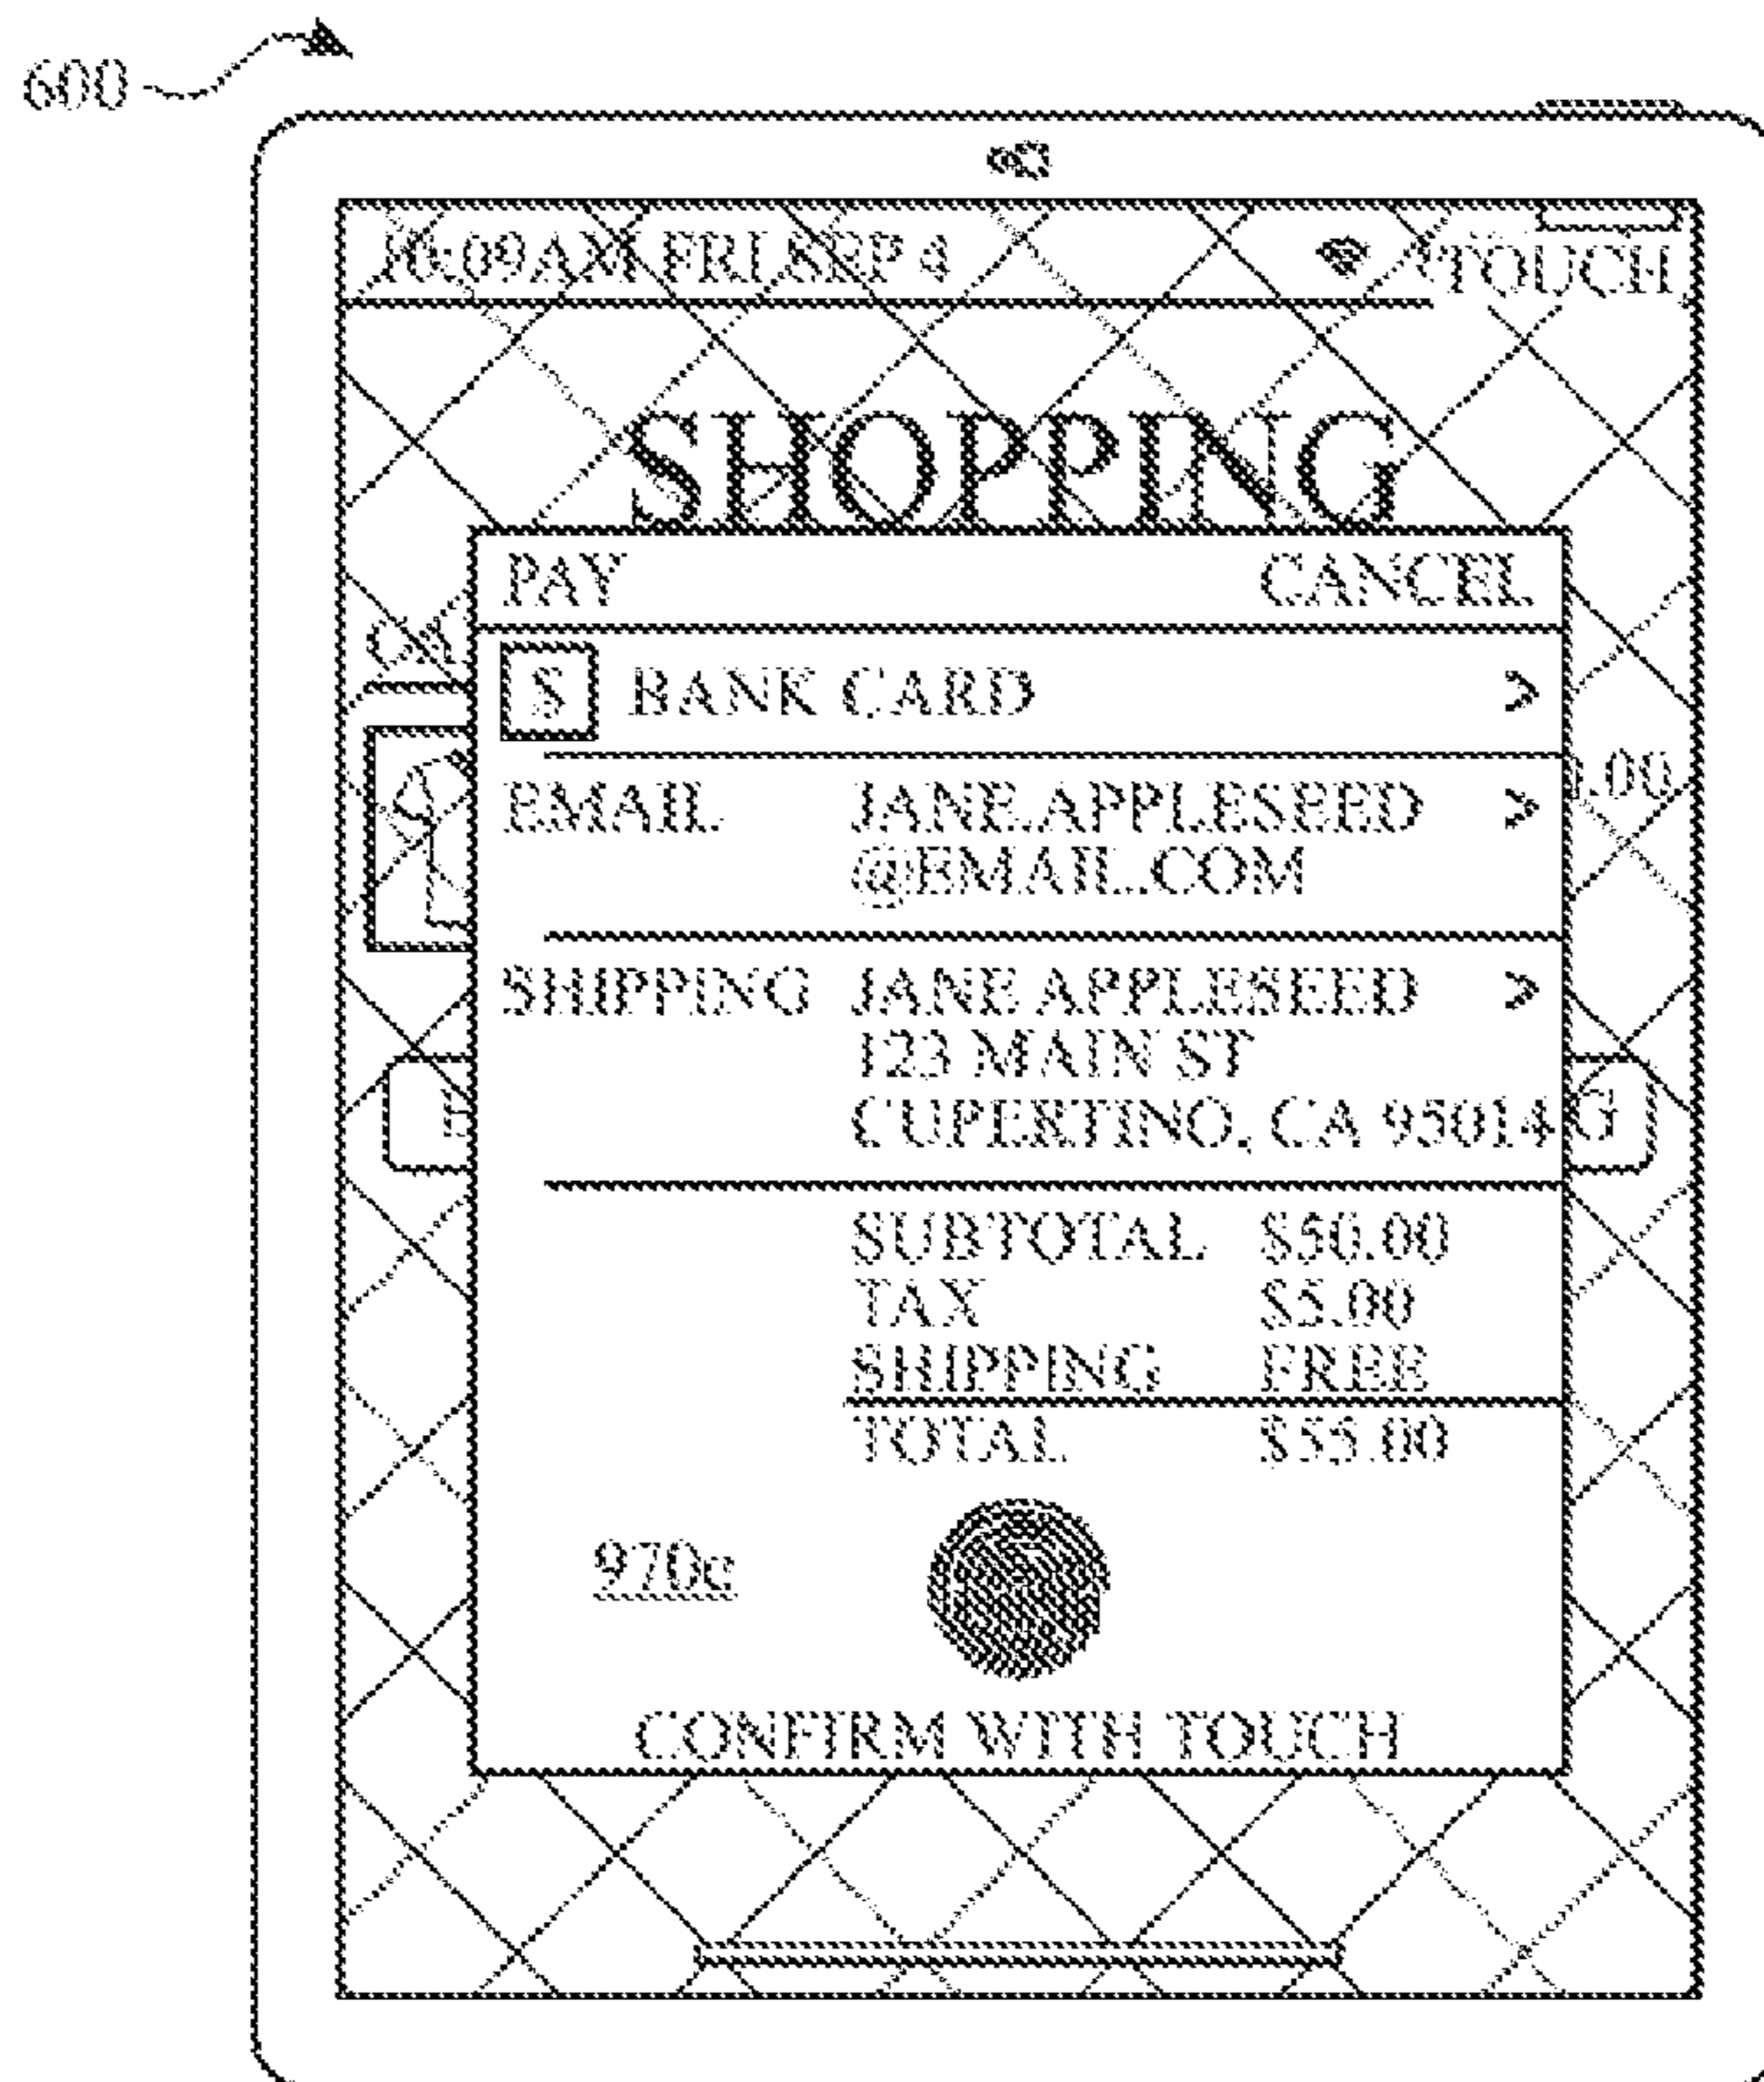 600
10:09AM FRI SEP 4
TOUCH
SHOPPING
PAY CANCEL
$ BANK CARD >
.00
EMAIL JANE.APPLESEED >
@EMAIL.COM
SHIPPING JANE APPLESEED >
123 MAIN ST
CUPERTINO, CA 95014
G
SUBTOTAL $50.00
TAX $5.00
SHIPPING FREE
TOTAL $55.00
CONFIRM WITH TOUCH